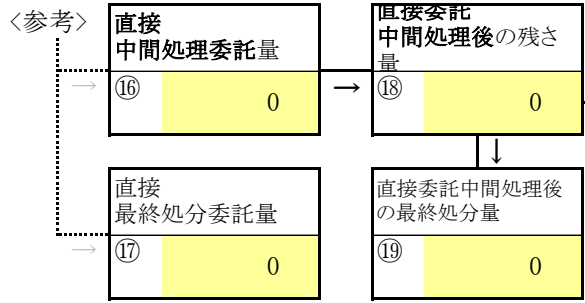 〈参考〉
直接
中間処理委託量
⑯
0
→
→
直接委託
中間処理後の残さ
量
⑱
0
↓
直接
最終処分委託量
→
⑰
0
直接委託中間処理後
の最終処分量
⑲
0